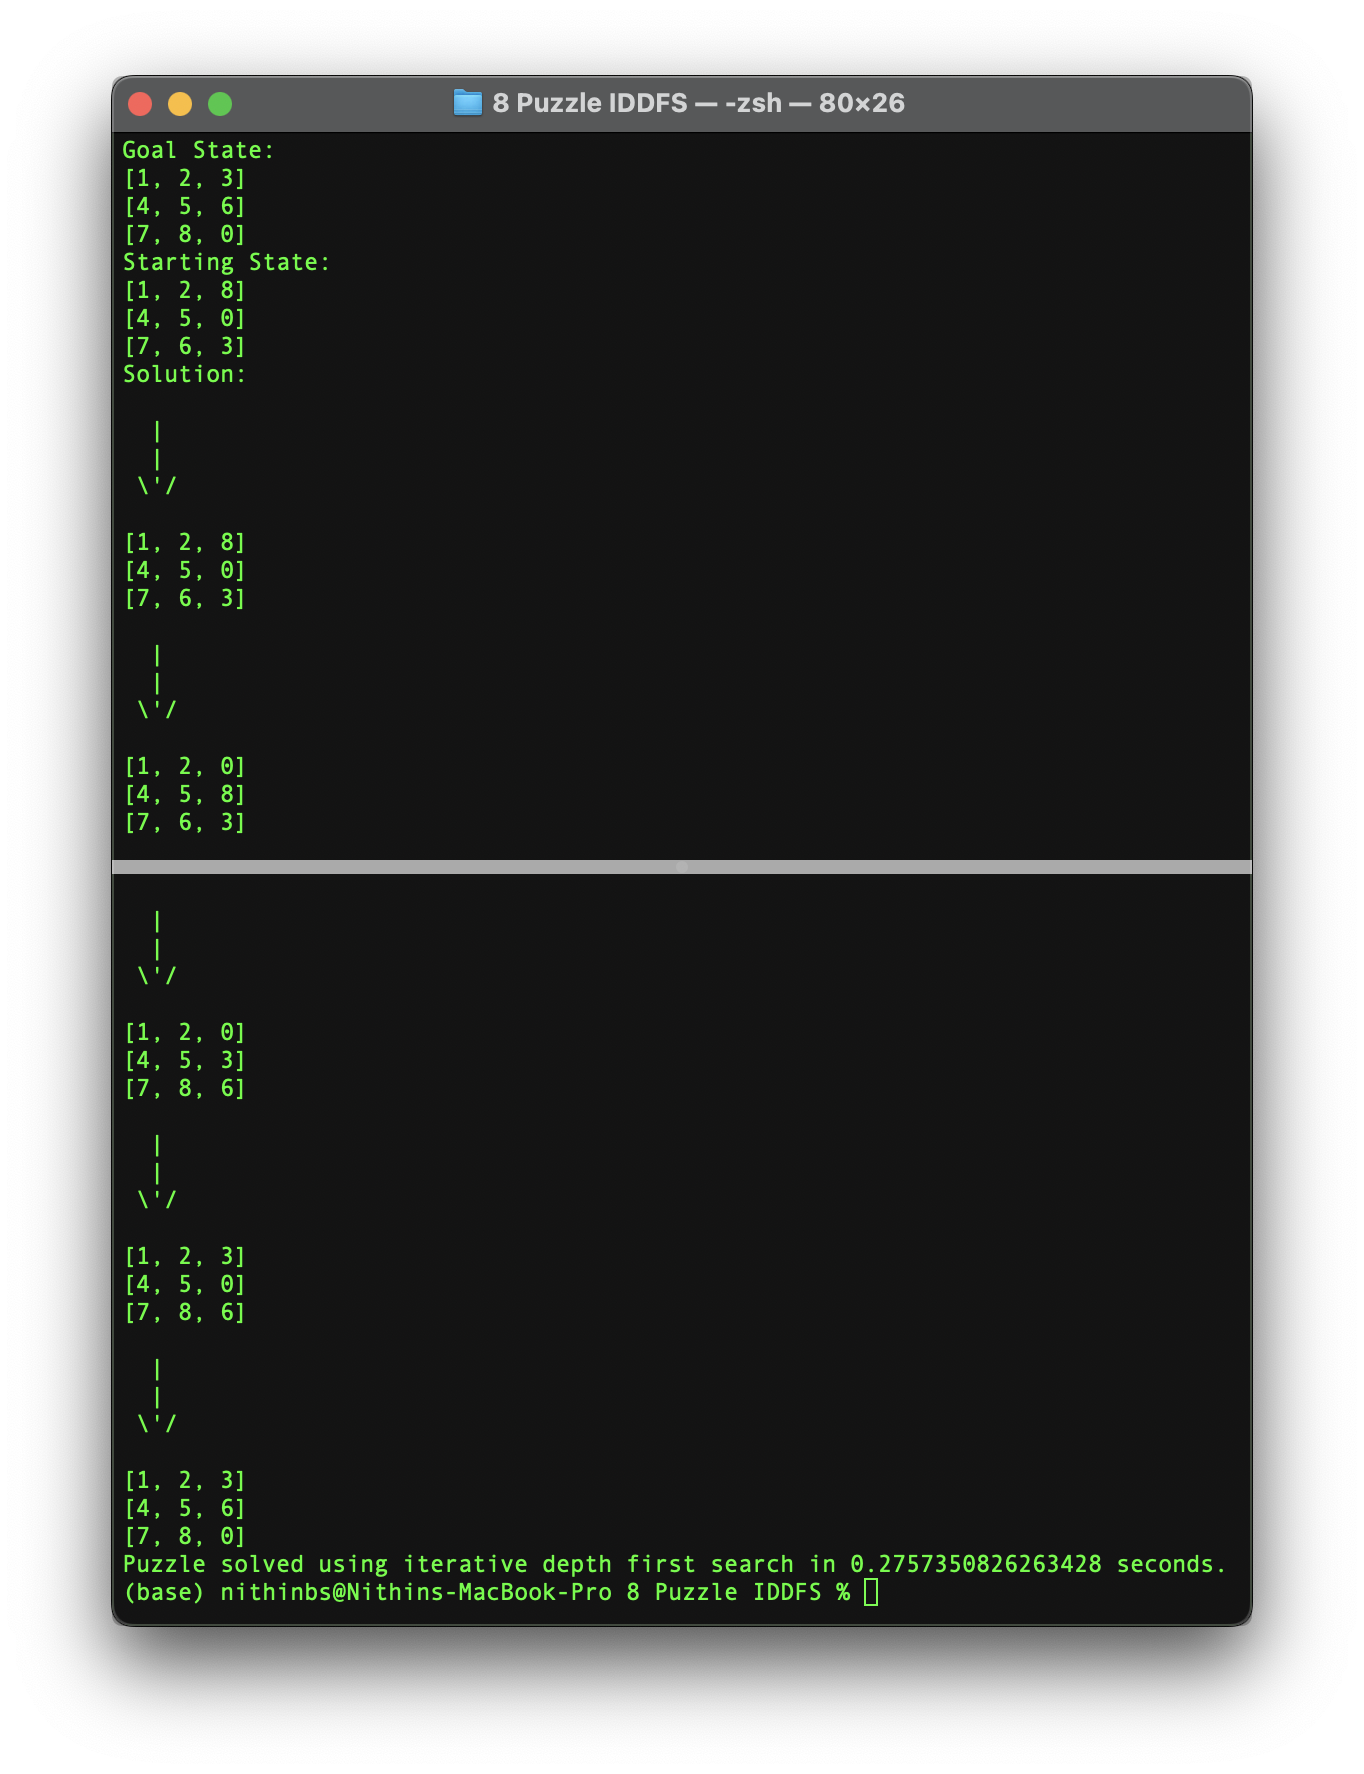 8 Puzzle IDDFS — -zsh — 80×26
Goal State:
[1, 2, 3]
[4, 5, 6]
[7, 8, 0]
Starting State:
[1, 2, 8]
[4, 5, 0]
[7, 6, 3]
Solution:
|
|
\'/
[1, 2, 8]
[4, 5, 0]
[7, 6, 3]
|
|
\'/
[1, 2, 0]
[4, 5, 8]
[7, 6, 3]
|
|
\'/
[1, 2, 0]
[4, 5, 3]
[7, 8, 6]
|
|
\'/
[1, 2, 3]
[4, 5, 0]
[7, 8, 6]
|
|
\'/
[1, 2, 3]
[4, 5, 6]
[7, 8, 0]
Puzzle solved using iterative depth first search in 0.2757350826263428 seconds.
(base) nithinbs@Nithins-MacBook-Pro 8 Puzzle IDDFS %